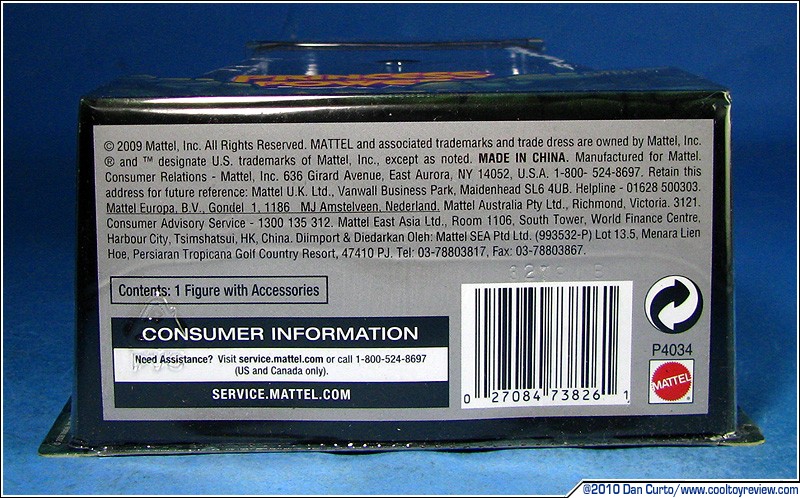 PRINCESS
POWER
© 2009 Mattel, Inc. All Rights Reserved. MATTEL and associated trademarks and trade dress are owned by Mattel, Inc.
® and ™ designate U.S. trademarks of Mattel, Inc., except as noted. MADE IN CHINA. Manufactured for Mattel.
Consumer Relations - Mattel, Inc. 636 Girard Avenue, East Aurora, NY 14052, U.S.A. 1-800- 524-8697. Retain this
address for future reference: Mattel U.K. Ltd., Vanwall Business Park, Maidenhead SL6 4UB. Helpline - 01628 500303.
Mattel Europa, B.V., Gondel 1, 1186 MJ Amstelveen, Nederland. Mattel Australia Pty Ltd., Richmond, Victoria. 3121.
Consumer Advisory Service - 1300 135 312. Mattel East Asia Ltd., Room 1106, South Tower, World Finance Centre,
Harbour City, Tsimshatsui, HK, China. Diimport & Diedarkan Oleh: Mattel SEA Ptd Ltd. (993532-P) Lot 13.5, Menara Lien
Hoe, Persiaran Tropicana Golf Country Resort, 47410 PJ. Tel: 03-78803817, Fax: 03-78803867.
Contents: 1 Figure with Accessories
CONSUMER INFORMATION
Need Assistance? Visit service.mattel.com or call 1-800-524-8697
(US and Canada only).
SERVICE.MATTEL.COM
0 27084 73826 1
P4034
MATTEL
®
©2010 Dan Curto/www.cooltoyreview.com